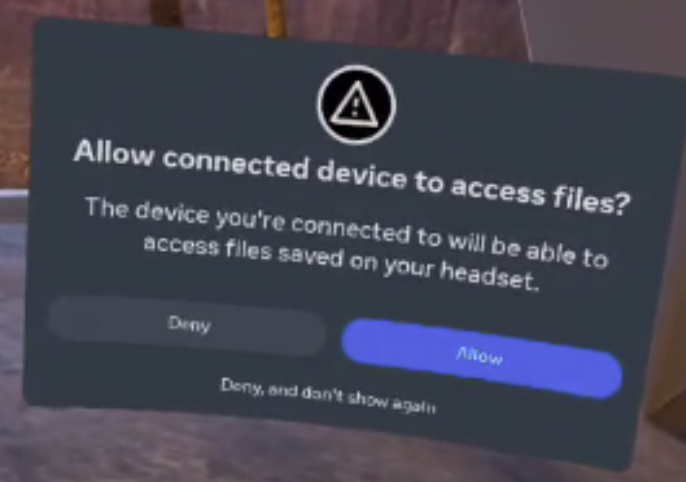 Allow connected device to access files?
The device you're connected to will be able to
access files saved on your headset.
Deny
Allow
Deny, and don't show again